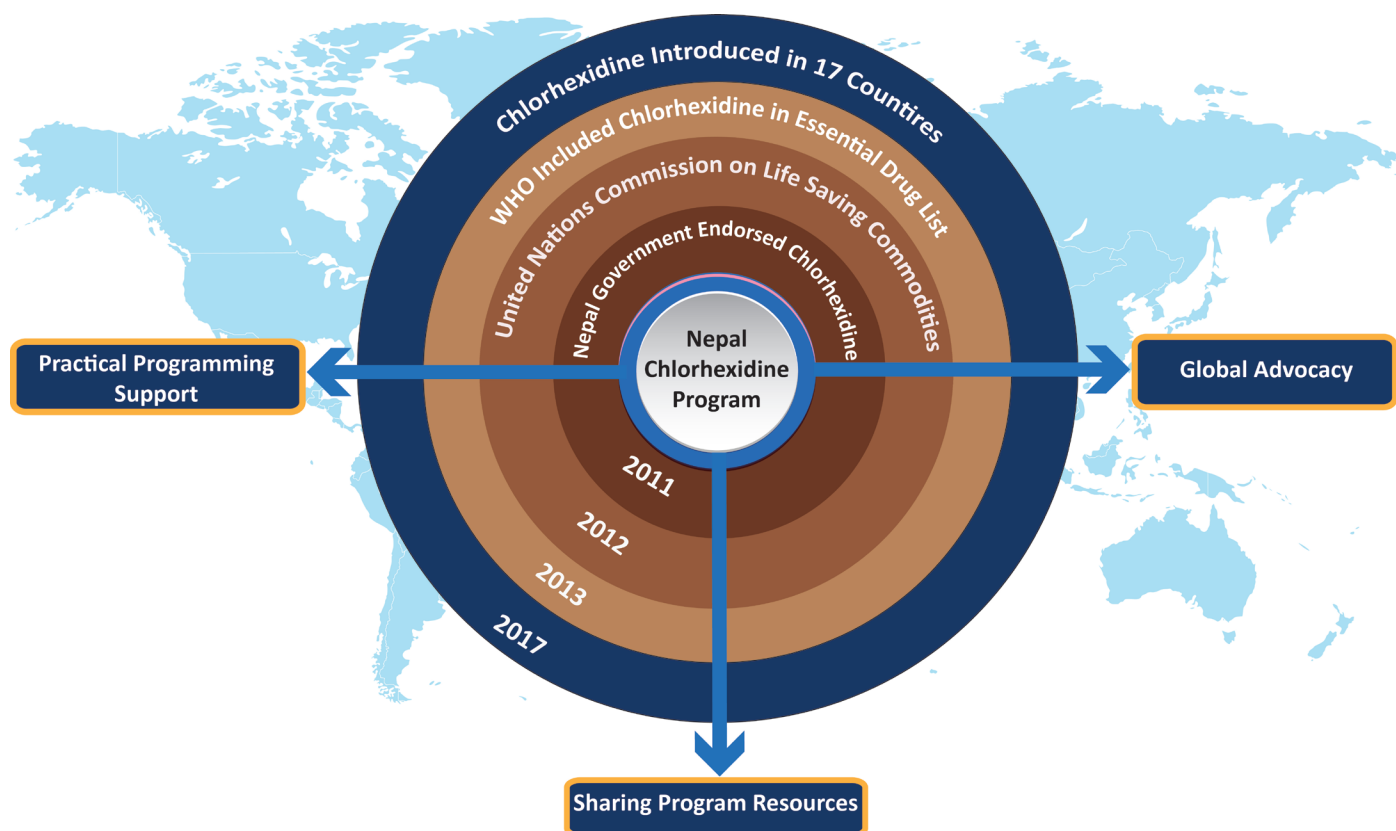 Chlorhexidine Introduced in 17 Countires
WHO Included Chlorhexidine in Essential Drug List
United Nations Commission on Life Saving Commodities
Nepal Government Endorsed Chlorhexidine
Nepal
Chlorhexidine
Program
Practical Programming
Support
Global Advocacy
2011
2012
2013
2017
Sharing Program Resources